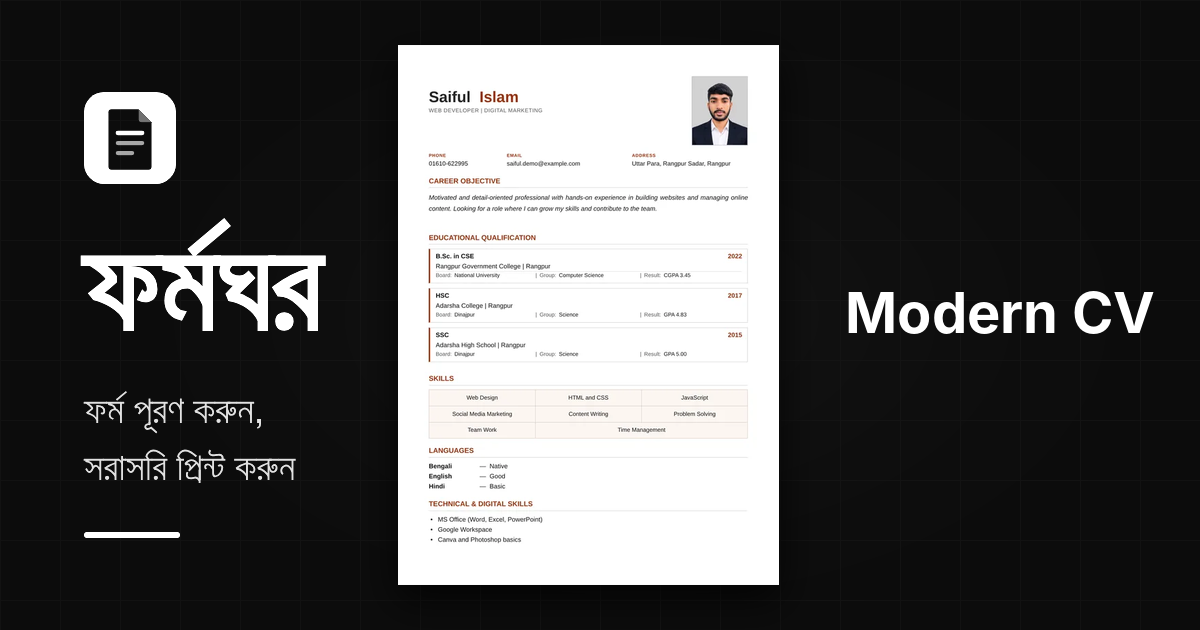 ফর্মঘর
ফর্ম পূরণ করুন,
সরাসরি প্রিন্ট করুন
Saiful Islam
WEB DEVELOPER | DIGITAL MARKETING
PHONE EMAIL ADDRESS
01610-622995 saiful.demo@example.com Uttar Para, Rangpur Sadar, Rangpur
CAREER OBJECTIVE
Motivated and detail-oriented professional with hands-on experience in building websites and managing online
content. Looking for a role where I can grow my skills and contribute to the team.
EDUCATIONAL QUALIFICATION
B.Sc. in CSE 2022
Rangpur Government College | Rangpur
Board: National University | Group: Computer Science | Result: CGPA 3.45
HSC 2017
Adarsha College | Rangpur
Board: Dinajpur | Group: Science | Result: GPA 4.83
SSC 2015
Adarsha High School | Rangpur
Board: Dinajpur | Group: Science | Result: GPA 5.00
SKILLS
Web Design HTML and CSS JavaScript
Social Media Marketing Content Writing Problem Solving
Team Work Time Management
LANGUAGES
Bengali — Native
English — Good
Hindi — Basic
TECHNICAL & DIGITAL SKILLS
• MS Office (Word, Excel, PowerPoint)
• Google Workspace
• Canva and Photoshop basics
Modern CV